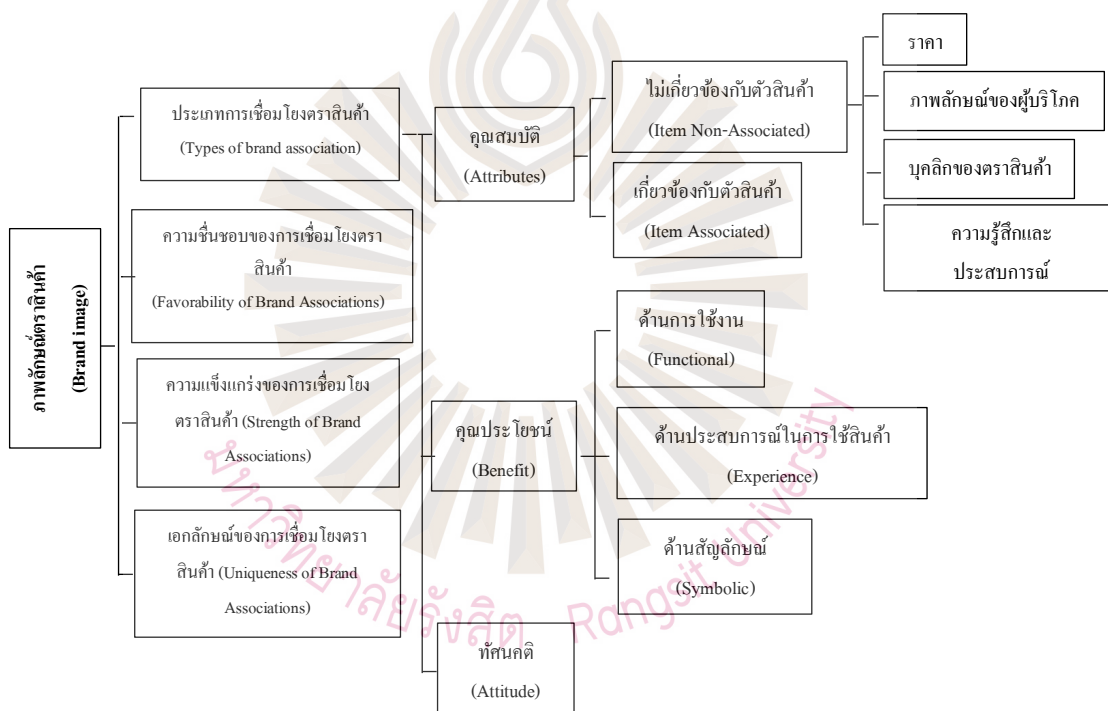 ภาพลักษณ์ตราสินค้า
(Brand image)
ประเภทการเชื่อมโยงตราสินค้า
(Types of brand association)
ความชื่นชอบของการเชื่อมโยงตรา
สินค้า
(Favorability of Brand Associations)
ความแข็งแกร่งของการเชื่อมโยง
ตราสินค้า (Strength of Brand
Associations)
เอกลักษณ์ของการเชื่อมโยงตรา
สินค้า (Uniqueness of Brand
Associations)
คุณสมบัติ
(Attributes)
คุณประโยชน์
(Benefit)
ทัศนคติ
(Attitude)
ไม่เกี่ยวข้องกับตัวสินค้า
(Item Non-Associated)
เกี่ยวข้องกับตัวสินค้า
(Item Associated)
ด้านการใช้งาน
(Functional)
ด้านประสบการณ์ในการใช้สินค้า
(Experience)
ด้านสัญลักษณ์
(Symbolic)
ราคา
ภาพลักษณ์ของผู้บริโภค
บุคลิกของตราสินค้า
ความรู้สึกและ
ประสบการณ์
มหาวิทยาลัยรังสิต Rangsit University